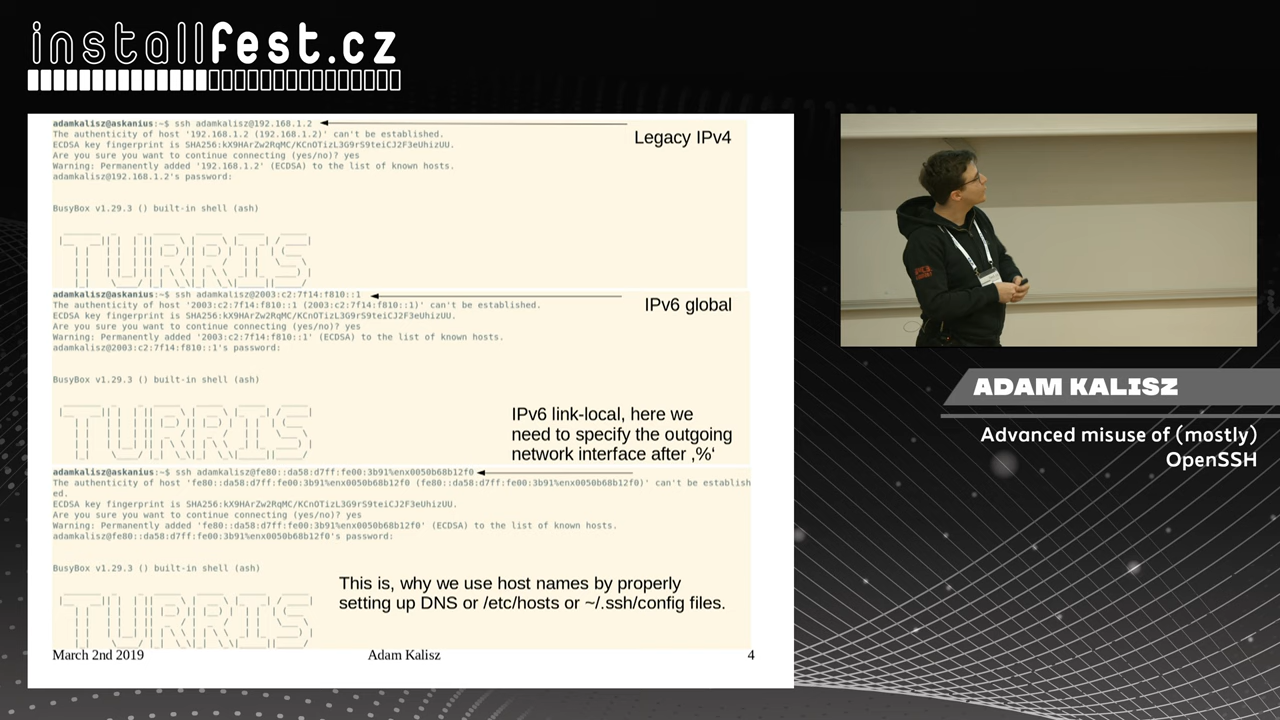 installfest.cz
adamkalisz@askanius:~$ ssh adamkalisz@192.168.1.2
Legacy IPv4
The authenticity of host '192.168.1.2 (192.168.1.2)' can't be established.
ECDSA key fingerprint is SHA256:kX9HArZw2RqMC/KCnOTizL3G9rS9teiCJ2F3eUhizUU.
Are you sure you want to continue connecting (yes/no)? yes
Warning: Permanently added '192.168.1.2' (ECDSA) to the list of known hosts.
adamkalisz@192.168.1.2's password:
BusyBox v1.29.3 () built-in shell (ash)
TURRIS
adamkalisz@askanius:~$ ssh adamkalisz@2003:c2:7f14:f810::1
IPv6 global
The authenticity of host '2003:c2:7f14:f810::1 (2003:c2:7f14:f810::1)' can't be established.
ECDSA key fingerprint is SHA256:kX9HArZw2RqMC/KCnOTizL3G9rS9teiCJ2F3eUhizUU.
Are you sure you want to continue connecting (yes/no)? yes
Warning: Permanently added '2003:c2:7f14:f810::1' (ECDSA) to the list of known hosts.
adamkalisz@2003:c2:7f14:f810::1's password:
BusyBox v1.29.3 () built-in shell (ash)
TURRIS
IPv6 link-local, here we
need to specify the outgoing
network interface after ‚%‘
adamkalisz@askanius:~$ ssh adamkalisz@fe80::da58:d7ff:fe00:3b91%enx0050b68b12f0
The authenticity of host 'fe80::da58:d7ff:fe00:3b91%enx0050b68b12f0 (fe80::da58:d7ff:fe00:3b91%enx0050b68b12f0)' can't be establish
ed.
ECDSA key fingerprint is SHA256:kX9HArZw2RqMC/KCnOTizL3G9rS9teiCJ2F3eUhizUU.
Are you sure you want to continue connecting (yes/no)? yes
Warning: Permanently added 'fe80::da58:d7ff:fe00:3b91%enx0050b68b12f0' (ECDSA) to the list of known hosts.
adamkalisz@fe80::da58:d7ff:fe00:3b91%enx0050b68b12f0's password:
BusyBox v1.29.3 () built-in shell (ash)
TURRIS
This is, why we use host names by properly
setting up DNS or /etc/hosts or ~/.ssh/config files.
March 2nd 2019
Adam Kalisz
4
ADAM KALISZ
Advanced misuse of (mostly)
OpenSSH